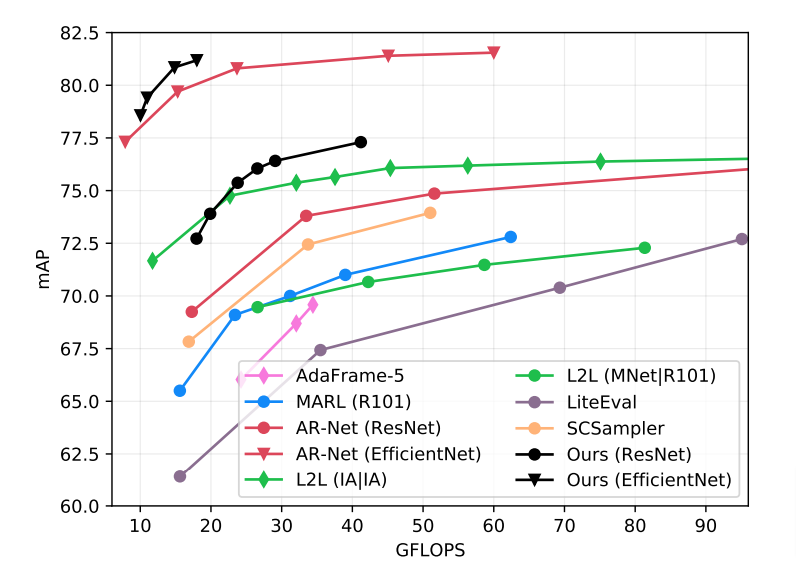 82.5
80.0
77.5
75.0
72.5
70.0
67.5
65.0
62.5
60.0
mAP
10 20 30 40 50 60 70 80 90
GFLOPS
AdaFrame-5
MARL (R101)
AR-Net (ResNet)
AR-Net (EfficientNet)
L2L (IA|IA)
L2L (MNet|R101)
LiteEval
SCSampler
Ours (ResNet)
Ours (EfficientNet)